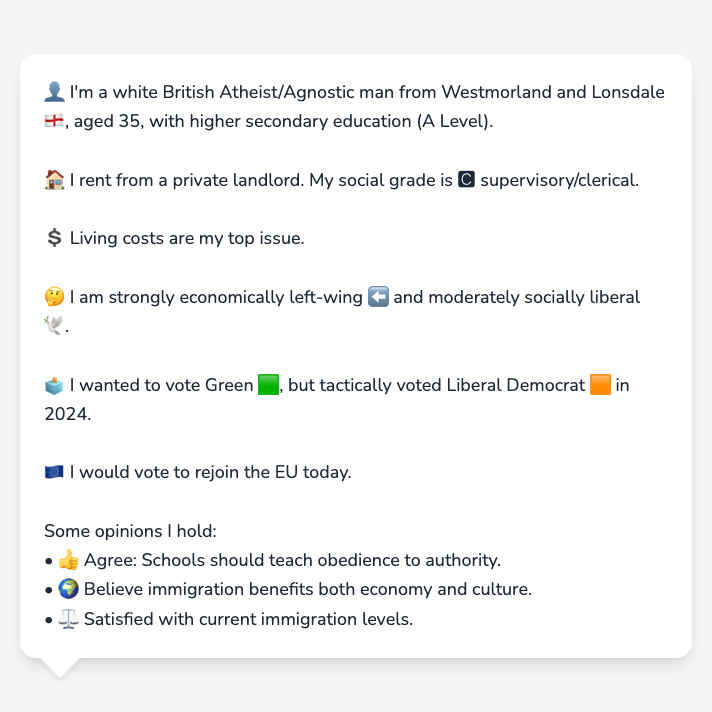 👤 I'm a white British Atheist/Agnostic man from Westmorland and Lonsdale
🏴󠁧󠁢󠁥󠁮󠁧󠁿, aged 35, with higher secondary education (A Level).
🏠 I rent from a private landlord. My social grade is 🅲 supervisory/clerical.
💲 Living costs are my top issue.
🤔 I am strongly economically left-wing ⬅️ and moderately socially liberal
🕊️.
🗳️ I wanted to vote Green 🟩, but tactically voted Liberal Democrat 🟧 in
2024.
🇪🇺 I would vote to rejoin the EU today.
Some opinions I hold:
• 👍 Agree: Schools should teach obedience to authority.
• 🌍 Believe immigration benefits both economy and culture.
• ⚖️ Satisfied with current immigration levels.